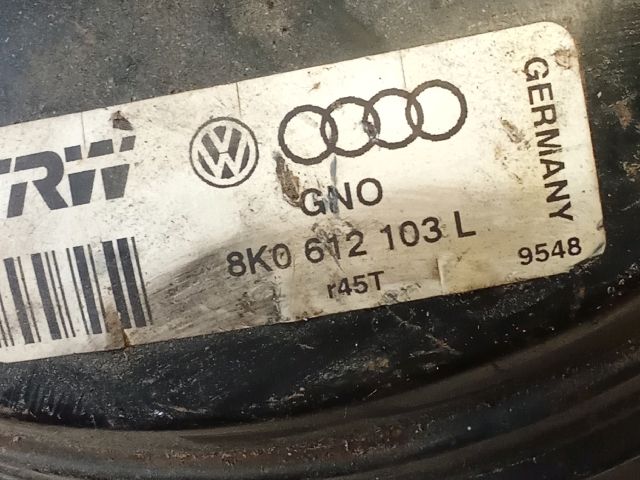 TRW
GNO
8K0 612 103 L
r45T
GERMANY
9548